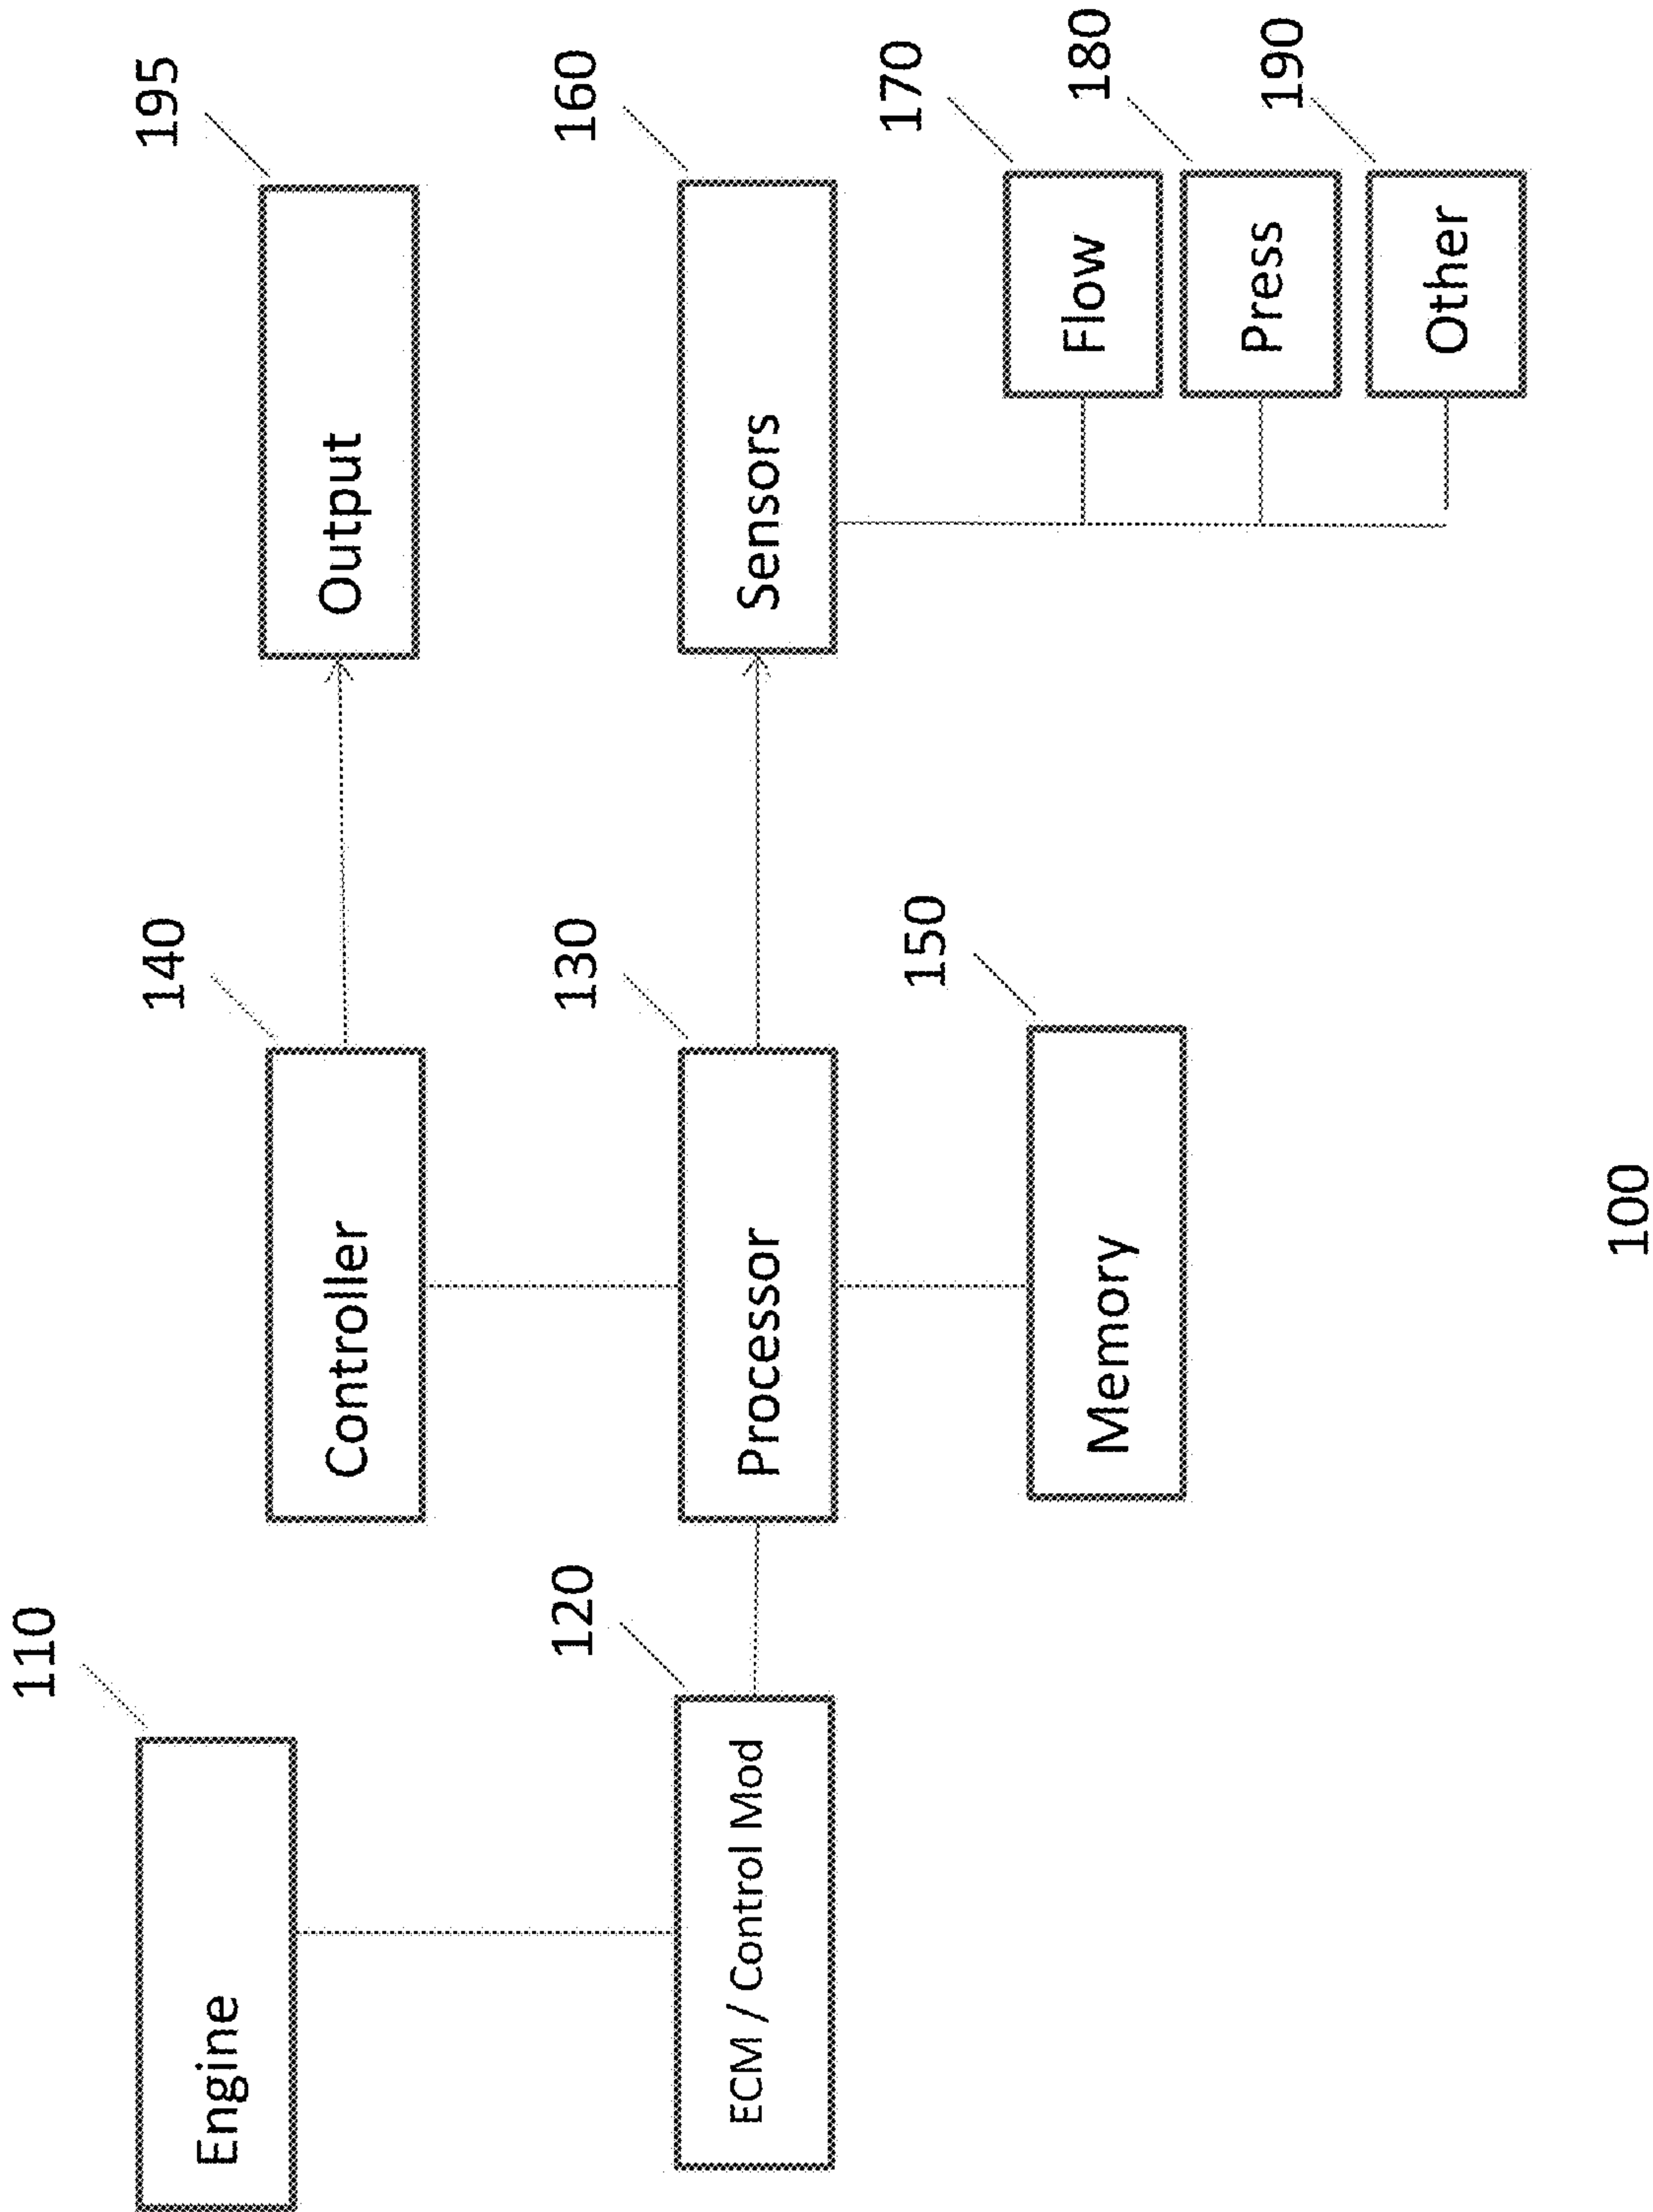 110
Engine
120
ECM / Control Mod
140
Controller
130
Processor
150
Memory
195
Output
160
Sensors
170
Flow
180
Press
190
Other
100